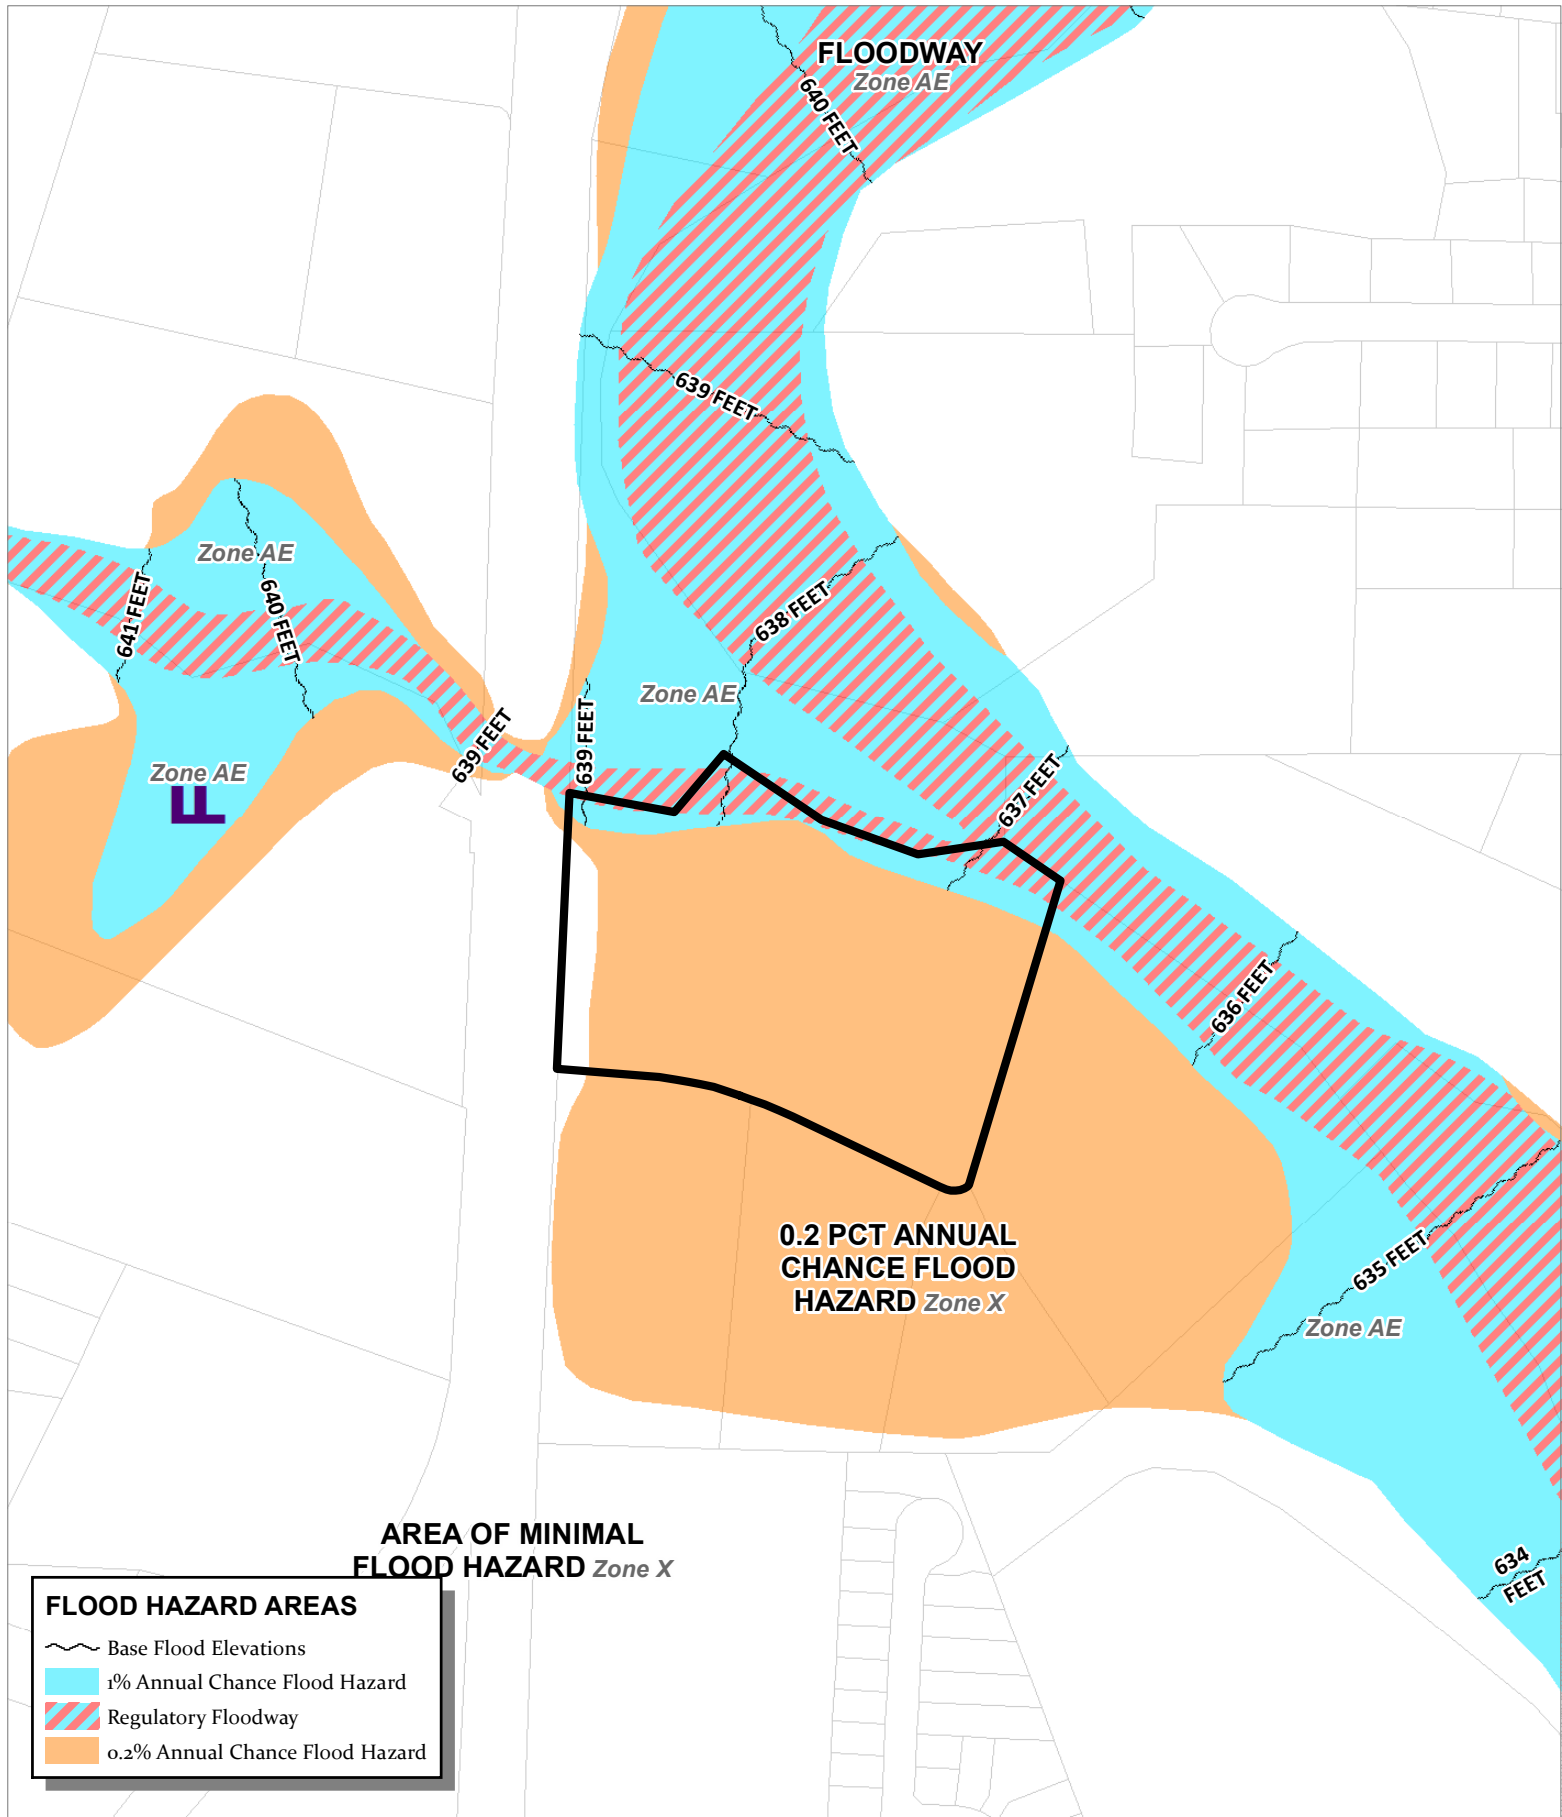 FLOODWAY
Zone AE
640 FEET
639 FEET
Zone AE
641 FEET
640 FEET
638 FEET
Zone AE
639 FEET
639 FEET
Zone AE
F
637 FEET
636 FEET
0.2 PCT ANNUAL
CHANCE FLOOD
HAZARD Zone X
635 FEET
Zone AE
AREA OF MINIMAL
FLOOD HAZARD Zone X
634
FEET
FLOOD HAZARD AREAS
Base Flood Elevations
1% Annual Chance Flood Hazard
Regulatory Floodway
0.2% Annual Chance Flood Hazard